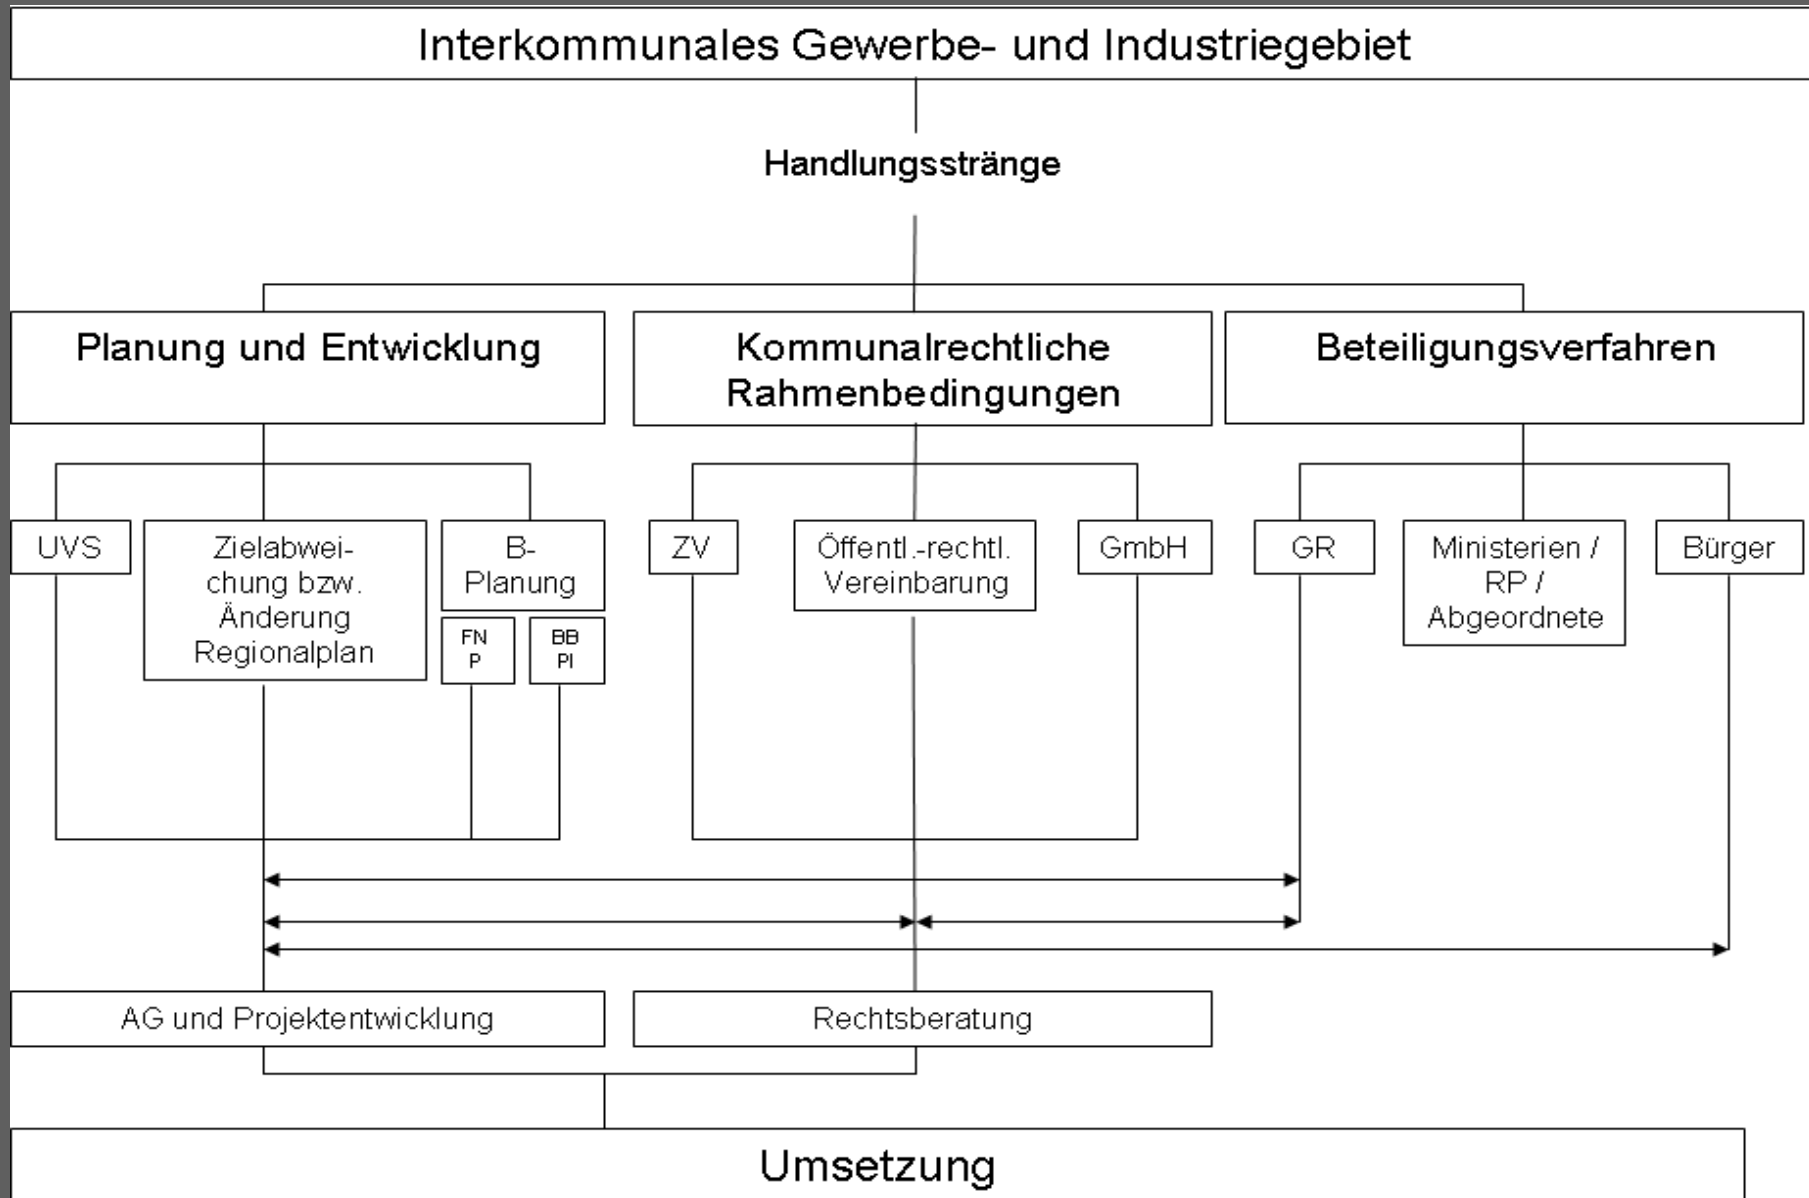 Interkommunales Gewerbe- und Industriegebiet
Handlungsstränge
Planung und Entwicklung
Kommunalrechtliche
Rahmenbedingungen
Beteiligungsverfahren
UVS
Zielabwei-
chung bzw.
Änderung
Regionalplan
B-
Planung
FN
P
BB
Pl
ZV
Öffentl.-rechtl.
Vereinbarung
GmbH
GR
Ministerien /
RP /
Abgeordnete
Bürger
AG und Projektentwicklung
Rechtsberatung
Umsetzung